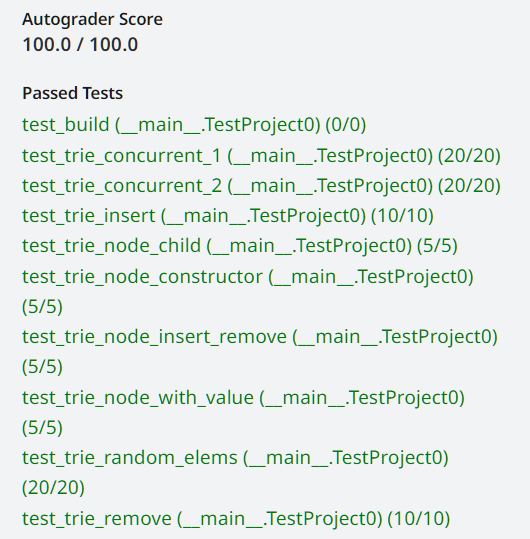 Autograder Score
100.0 / 100.0
Passed Tests
test_build (__main__.TestProject0) (0/0)
test_trie_concurrent_1 (__main__.TestProject0) (20/20)
test_trie_concurrent_2 (__main__.TestProject0) (20/20)
test_trie_insert (__main__.TestProject0) (10/10)
test_trie_node_child (__main__.TestProject0) (5/5)
test_trie_node_constructor (__main__.TestProject0)
(5/5)
test_trie_node_insert_remove (__main__.TestProject0)
(5/5)
test_trie_node_with_value (__main__.TestProject0)
(5/5)
test_trie_random_elems (__main__.TestProject0)
(20/20)
test_trie_remove (__main__.TestProject0) (10/10)